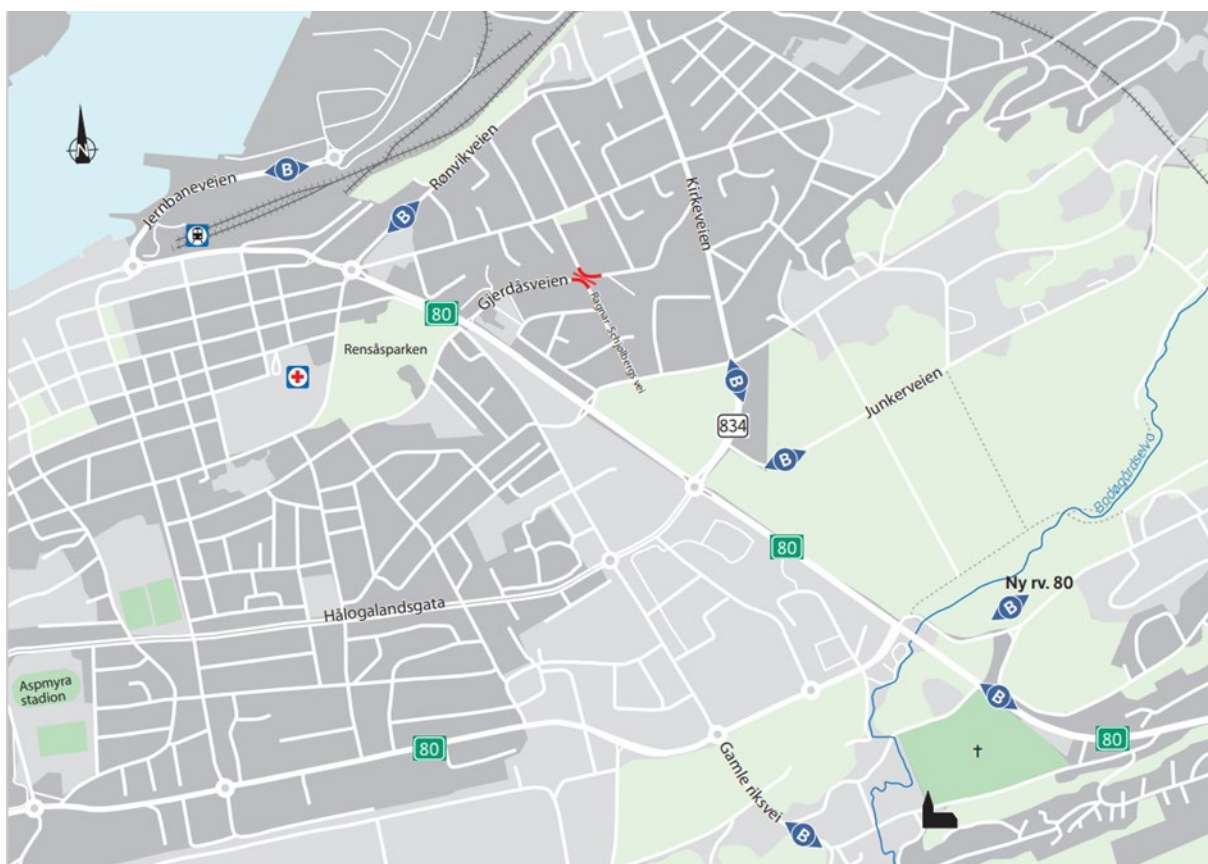 N
Jernbaneveien
B
Rønvikveien
B
Kirkeveien
Gjerdåsveien
Ragnar Schjølbergs vei
80
Rensåsparken
B
834
Junkerveien
B
Bodøgårdselva
80
Ny rv. 80
B
Hålogalandsgata
Aspmyra
stadion
B
80
80
Gamle riksvei
B